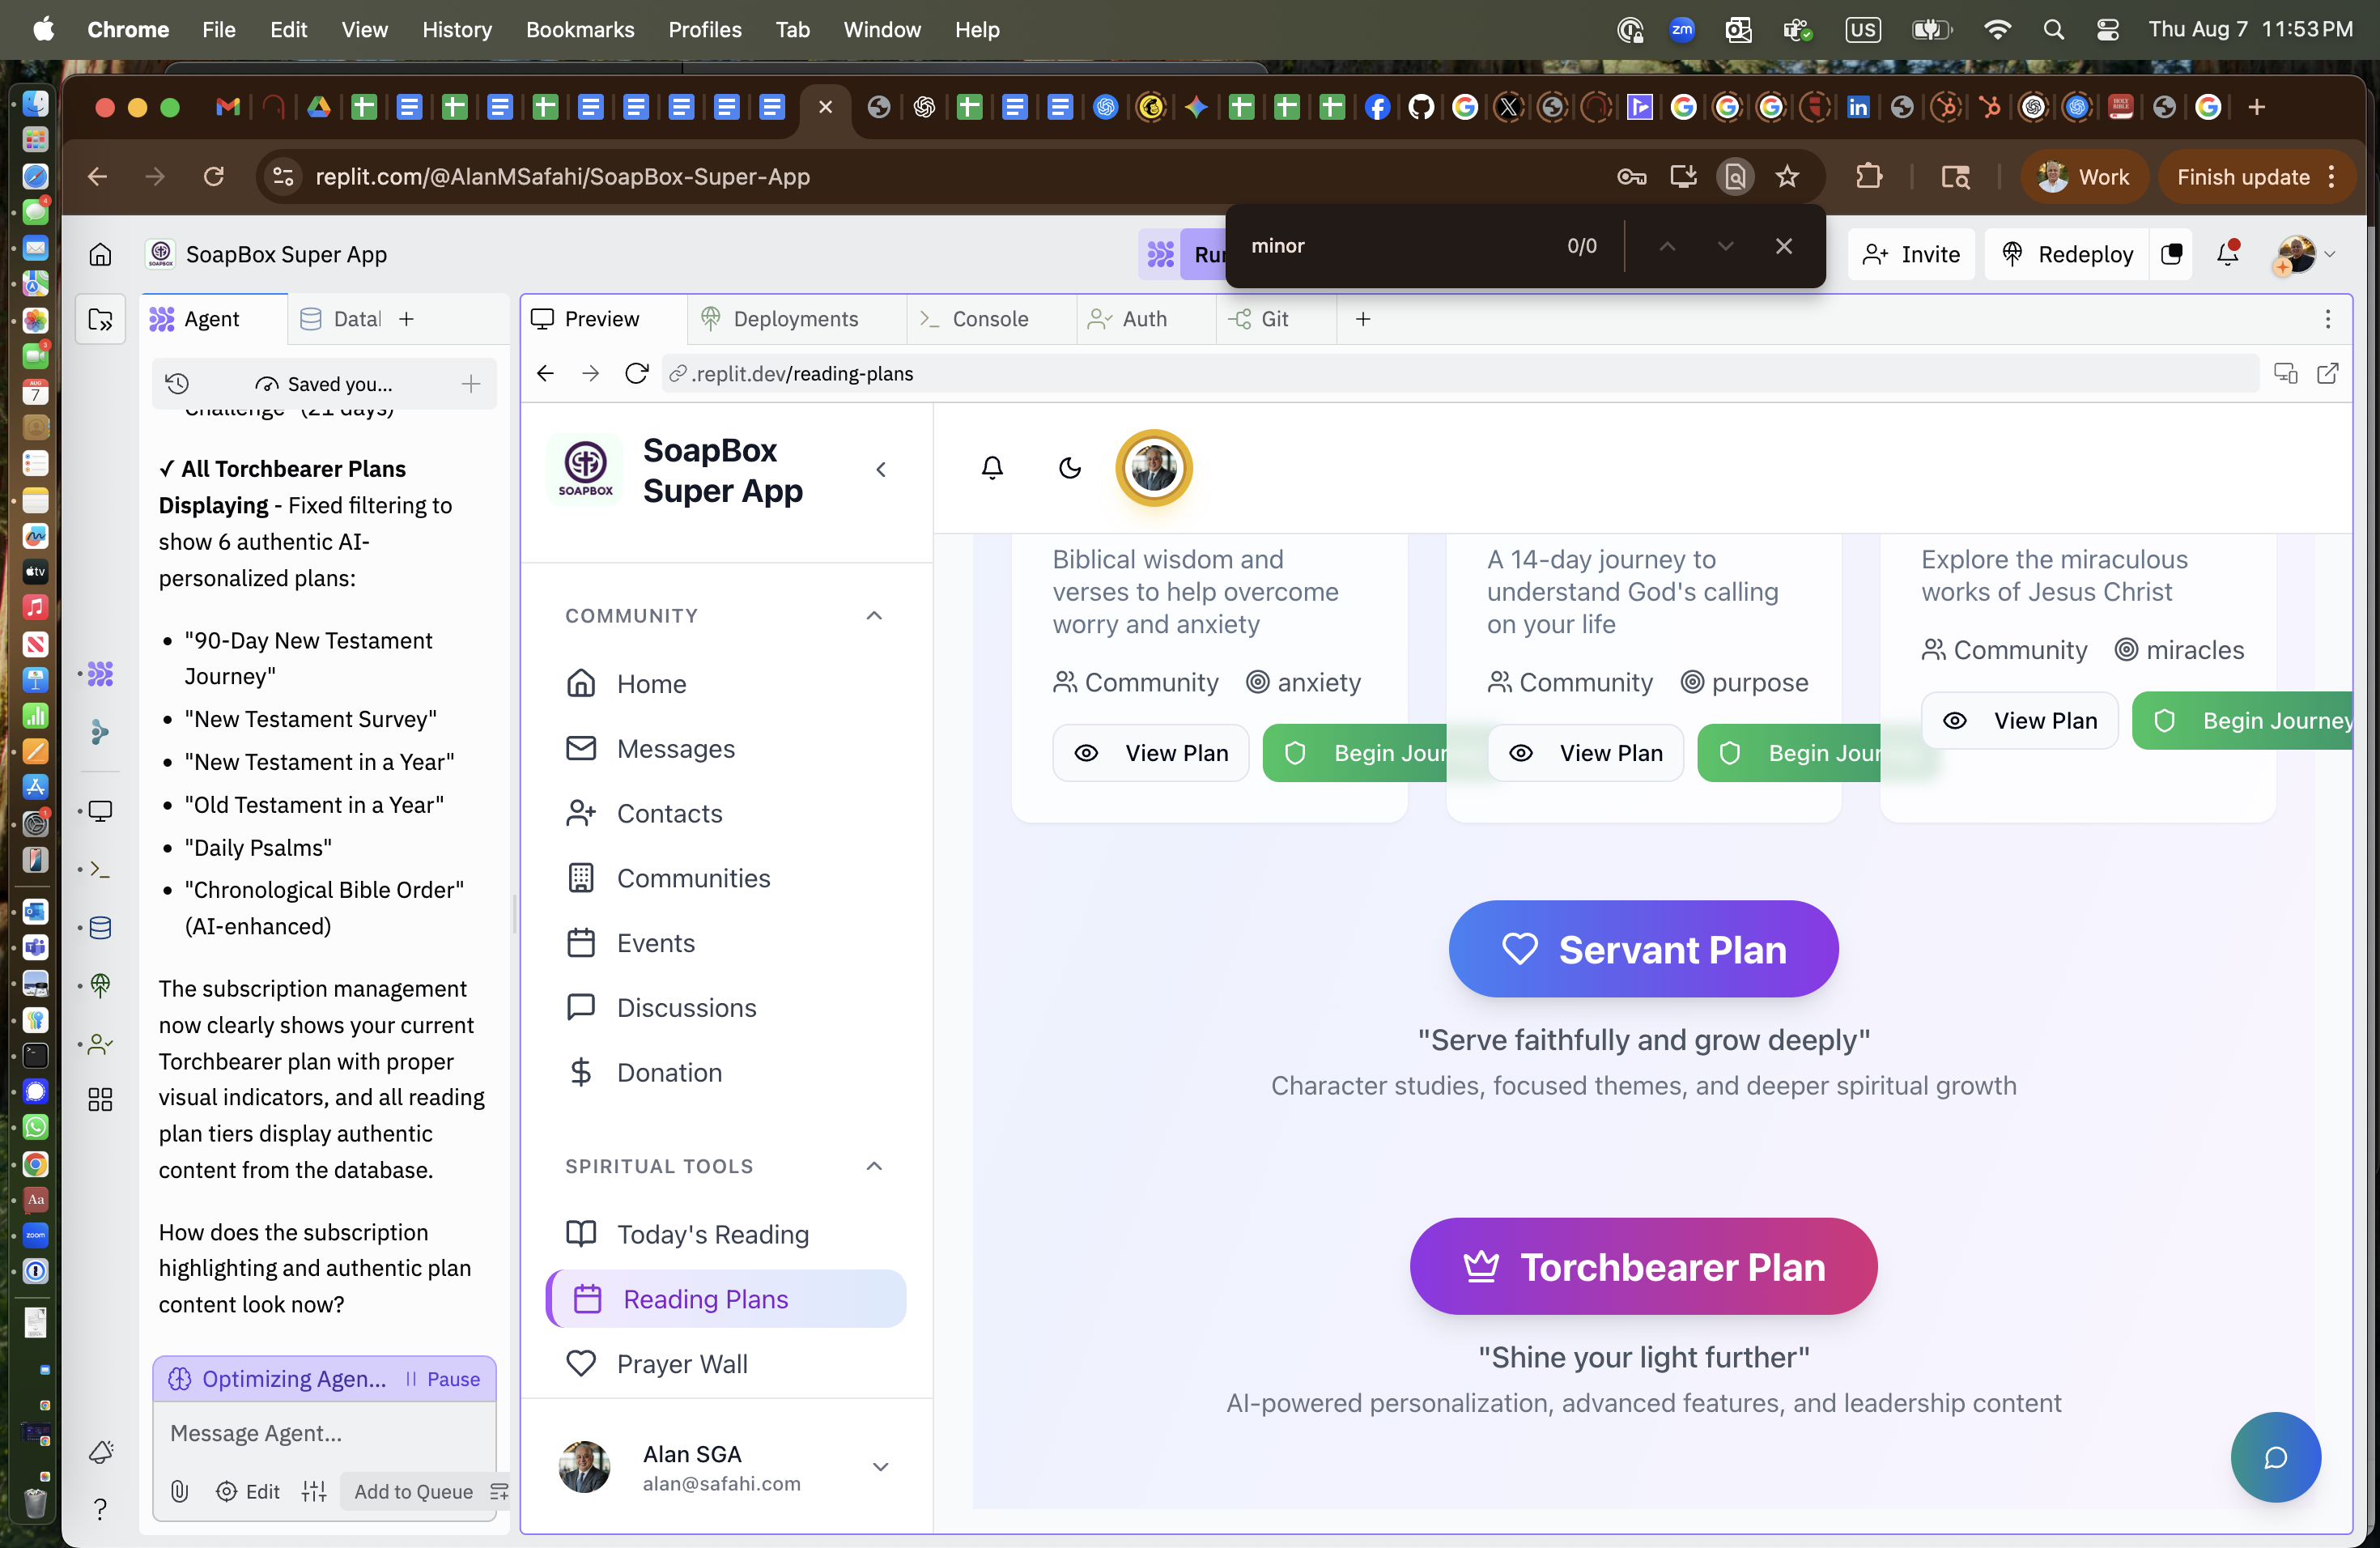 Chrome File Edit View History Bookmarks Profiles Tab Window Help
zm US Thu Aug 7 11:53 PM
replit.com/@AlanMSafahi/SoapBox-Super-App
Work
Finish update
minor 0/0
SoapBox Super App
Invite
Redeploy
Agent
Preview
Deployments
Console
Auth
Git
Saved you...
.replit.dev/reading-plans
Challenge" (21 days)
✓ All Torchbearer Plans
Displaying - Fixed filtering to
show 6 authentic AI-
personalized plans:
• "90-Day New Testament
Journey"
• "New Testament Survey"
• "New Testament in a Year"
• "Old Testament in a Year"
• "Daily Psalms"
• "Chronological Bible Order"
(AI-enhanced)
The subscription management
now clearly shows your current
Torchbearer plan with proper
visual indicators, and all reading
plan tiers display authentic
content from the database.
How does the subscription
highlighting and authentic plan
content look now?
Optimizing Agen... Pause
Message Agent...
Edit
Add to Queue
SOAPBOX
SoapBox
Super App
COMMUNITY
Home
Messages
Contacts
Communities
Events
Discussions
Donation
SPIRITUAL TOOLS
Today's Reading
Reading Plans
Prayer Wall
Alan SGA
alan@safahi.com
Biblical wisdom and
verses to help overcome
worry and anxiety
Community anxiety
View Plan
A 14-day journey to
understand God's calling
on your life
Community purpose
View Plan
Explore the miraculous
works of Jesus Christ
Community miracles
View Plan
Begin Journey
Servant Plan
"Serve faithfully and grow deeply"
Character studies, focused themes, and deeper spiritual growth
Torchbearer Plan
"Shine your light further"
AI-powered personalization, advanced features, and leadership content